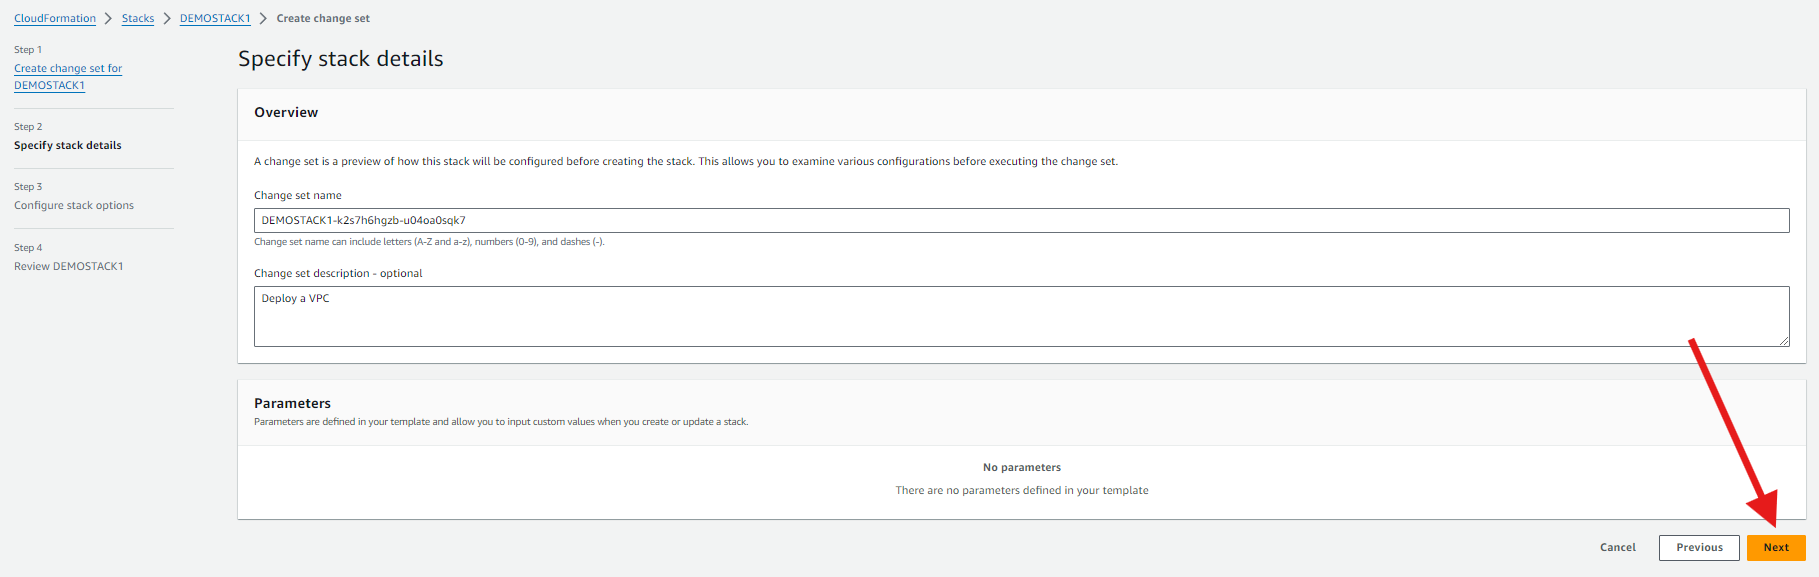 CloudFormation > Stacks > DEMOSTACK1 > Create change set
Step 1
Create change set for
DEMOSTACK1
Step 2
Specify stack details
Step 3
Configure stack options
Step 4
Review DEMOSTACK1
Specify stack details
Overview
A change set is a preview of how this stack will be configured before creating the stack. This allows you to examine various configurations before executing the change set.
Change set name
DEMOSTACK1-k2s7h6hgzb-u04oa0sqk7
Change set name can include letters (A-Z and a-z), numbers (0-9), and dashes (-).
Change set description - optional
Deploy a VPC
Parameters
Parameters are defined in your template and allow you to input custom values when you create or update a stack.
No parameters
There are no parameters defined in your template
Cancel Previous Next